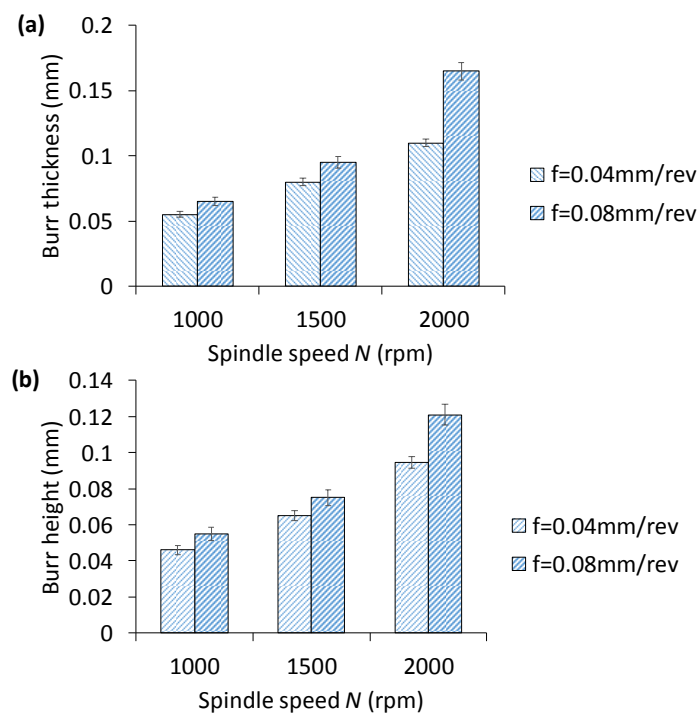 (a)
Burr thickness (mm)
0.2
0.15
0.1
0.05
0
1000 1500 2000
Spindle speed N (rpm)
f=0.04mm/rev
f=0.08mm/rev
(b)
Burr height (mm)
0.14
0.12
0.1
0.08
0.06
0.04
0.02
0
1000 1500 2000
Spindle speed N (rpm)
f=0.04mm/rev
f=0.08mm/rev